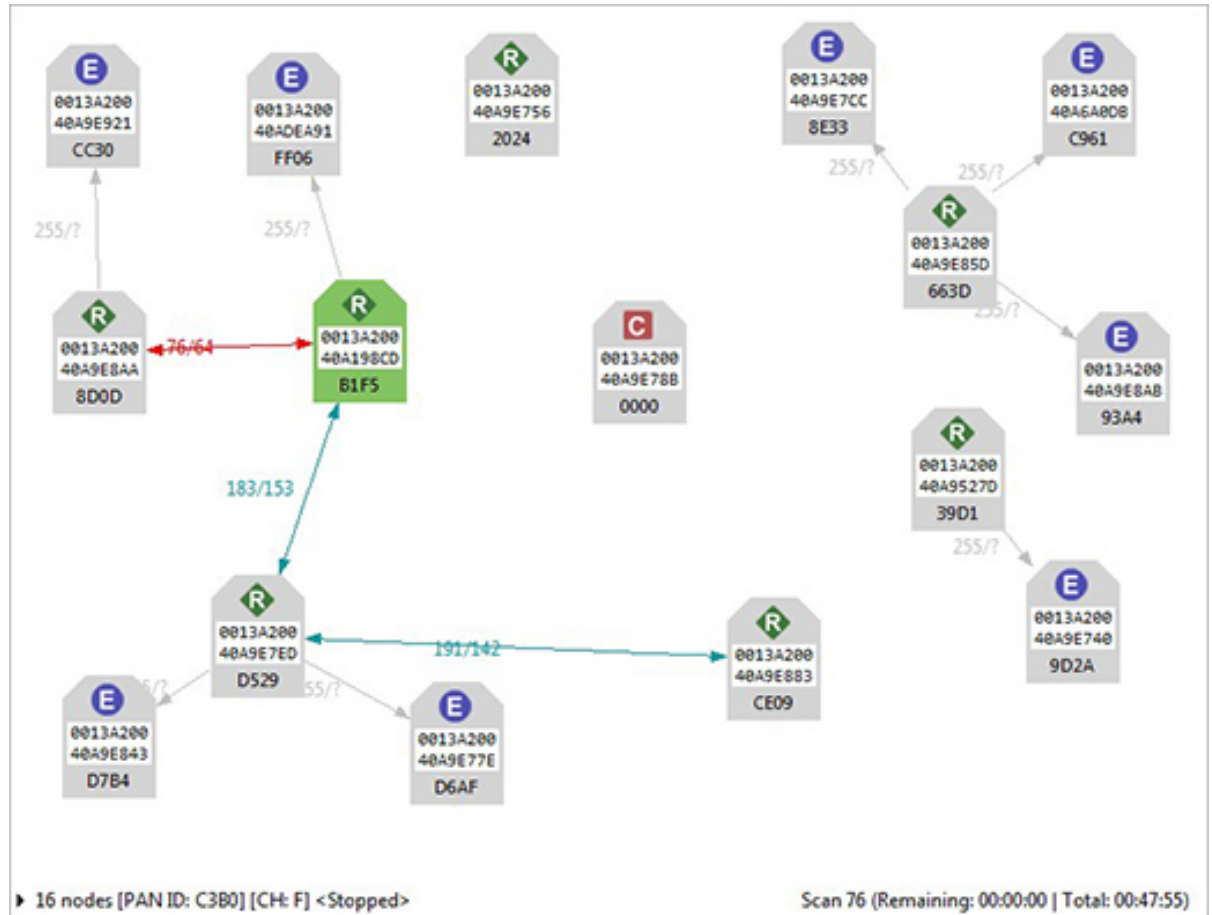 E
0013A200
40A9E921
CC30
E
0013A200
40ADEA91
FF06
R
0013A200
40A9E756
2024
E
0013A200
40A9E7CC
8E33
E
0013A200
40A6A0DB
C961
255/?
255/?
255/?
255/?
R
0013A200
40A9E85D
663D
255/?
R
0013A200
40A9E8AA
8D0D
76/64
R
0013A200
40A198CD
B1F5
C
0013A200
40A9E78B
0000
E
0013A200
40A9E8AB
93A4
R
0013A200
40A9527D
39D1
183/153
255/?
E
0013A200
40A9E740
9D2A
R
0013A200
40A9E7ED
D529
191/142
R
0013A200
40A9E883
CE09
E
0013A200
40A9E843
D7B4
E
0013A200
40A9E77E
D6AF
16 nodes [PAN ID: C3B0] [CH: F] <Stopped>
Scan 76 (Remaining: 00:00:00 | Total: 00:47:55)